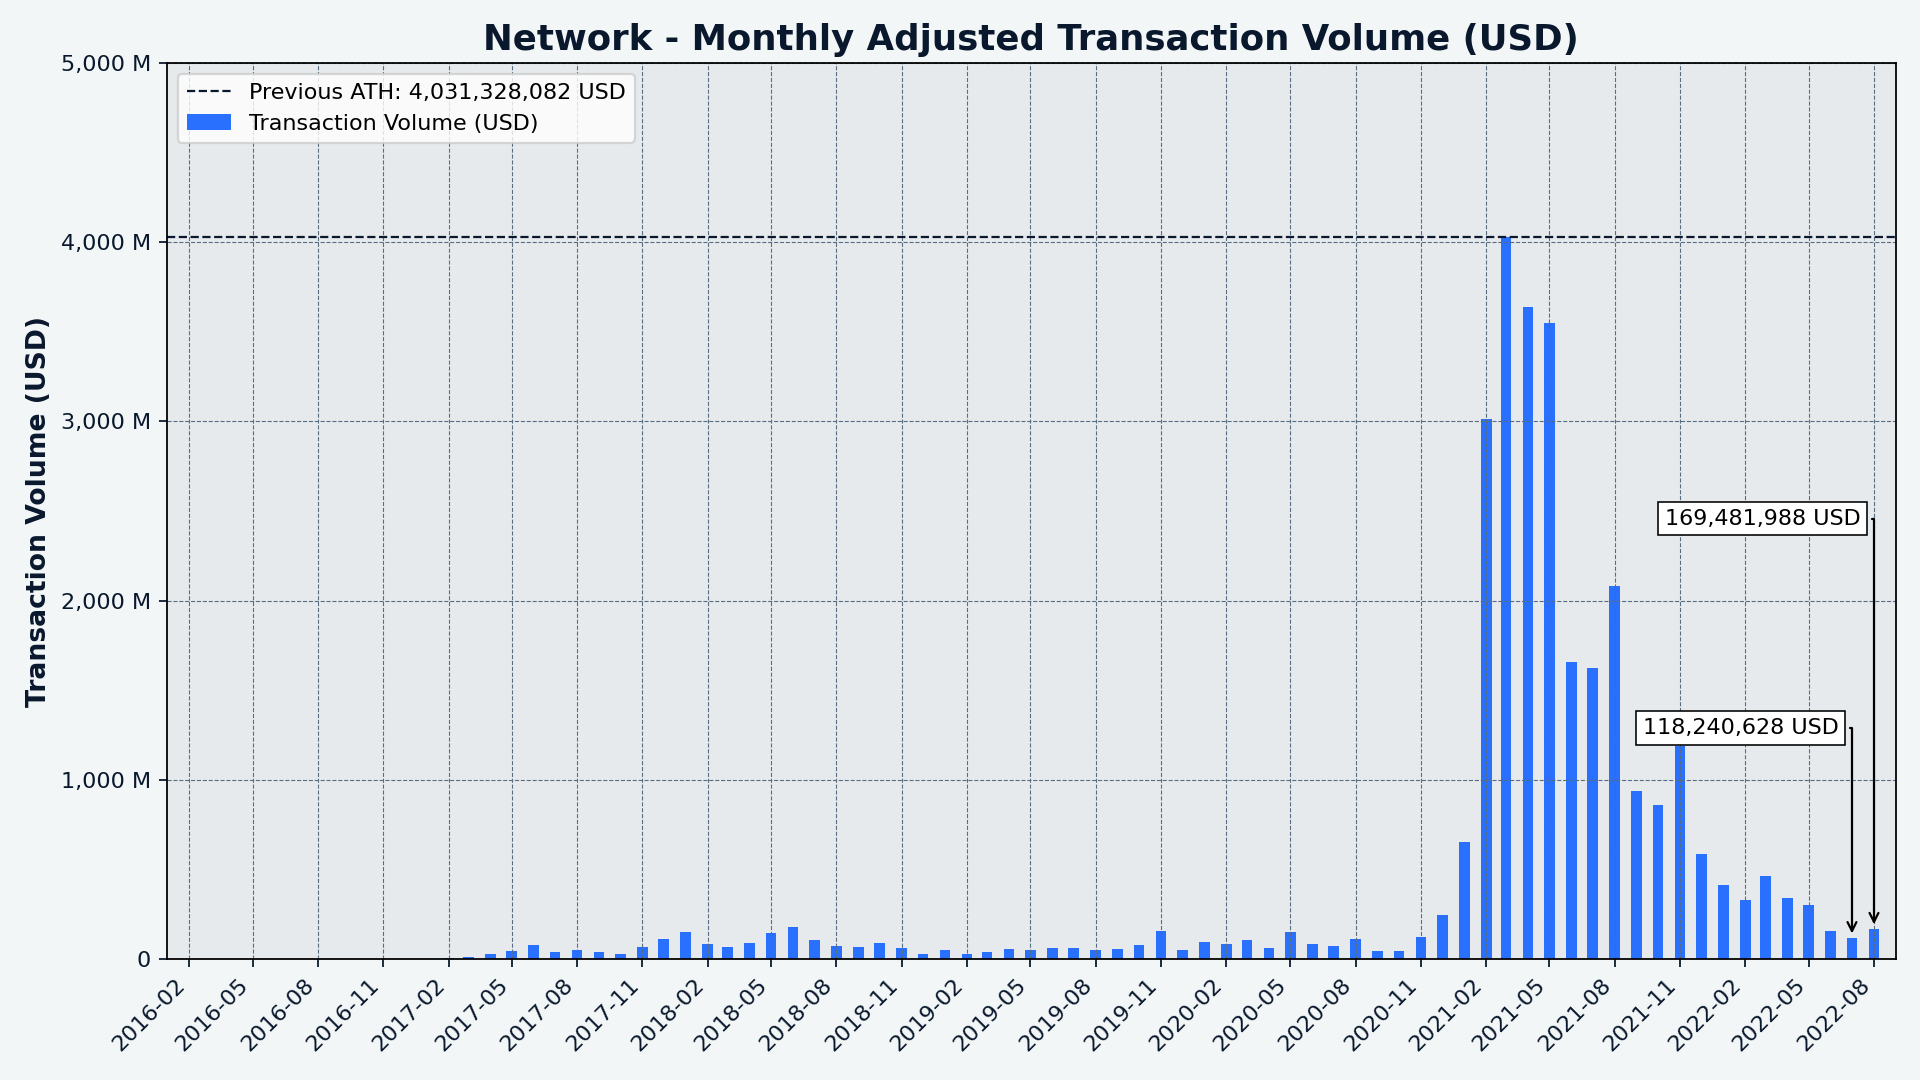 Network - Monthly Adjusted Transaction Volume (USD)
Previous ATH: 4,031,328,082 USD
Transaction Volume (USD)
Transaction Volume (USD)
5,000 M
4,000 M
3,000 M
2,000 M
1,000 M
0
169,481,988 USD
118,240,628 USD
2016-02
2016-05
2016-08
2016-11
2017-02
2017-05
2017-08
2017-11
2018-02
2018-05
2018-08
2018-11
2019-02
2019-05
2019-08
2019-11
2020-02
2020-05
2020-08
2020-11
2021-02
2021-05
2021-08
2021-11
2022-02
2022-05
2022-08